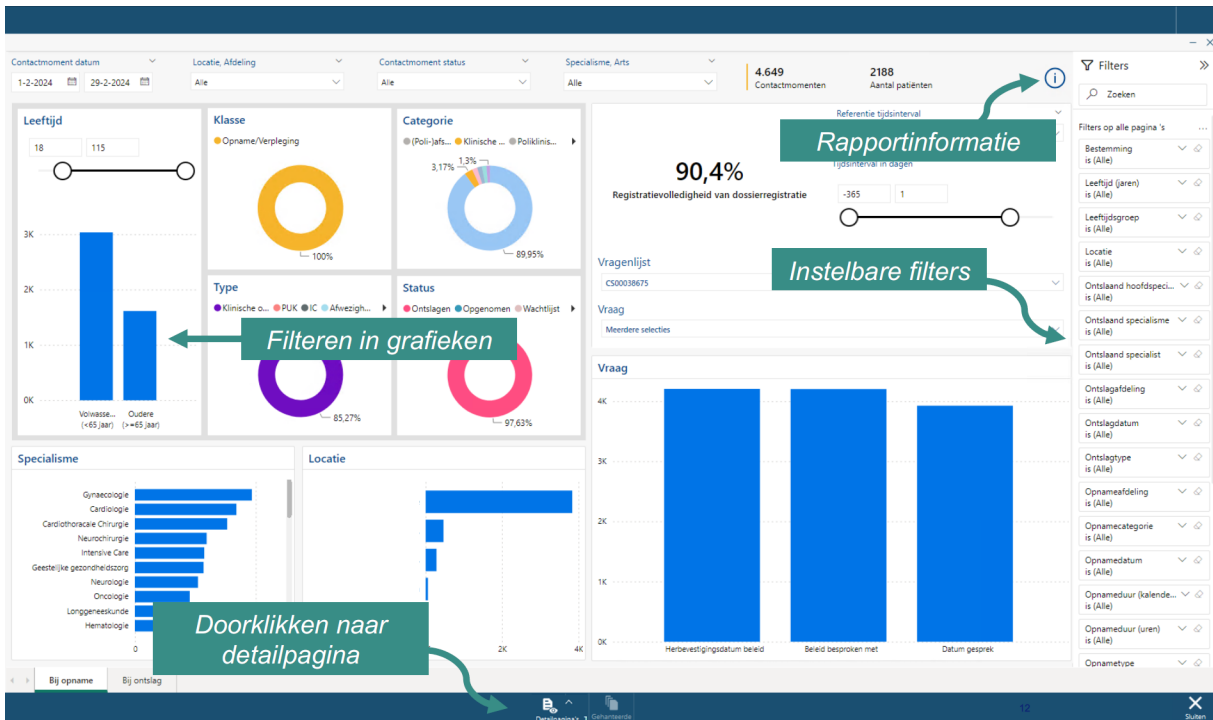 Contactmoment datum
Locatie, Afdeling
Contactmoment status
Specialisme, Arts
1-2-2024
29-2-2024
Alle
Alle
Alle
4.649
Contactmomenten
2188
Aantal patiënten
Filters
Zoeken
Rapportinformatie
Leeftijd
18
115
3K
2K
1K
0K
Volwasse...
(<65 jaar)
Oudere
(>=65 jaar)
Klasse
Opname/Verpleging
100%
Categorie
(Poli-)afs... Klinische ... Poliklinis...
3,17%
1,3%
89,95%
Type
Klinische o... PUK IC Afwezigh...
85,27%
Status
Ontslagen Opgenomen Wachtlijst
97,63%
Filteren in grafieken
Referentie tijdsinterval
90,4%
Registratievolledigheid van dossierregistratie
Tijdsinterval in dagen
-365
1
Vragenlijst
CS00038675
Vraag
Meerdere selecties
Instelbare filters
Vraag
4K
3K
2K
1K
0K
Herbevestigingsdatum beleid
Beleid besproken met
Datum gesprek
Specialisme
Gynaecologie
Cardiologie
Cardiothoracale Chirurgie
Neurochirurgie
Intensive Care
Geestelijke gezondheidszorg
Neurologie
Oncologie
Longgeneeskunde
Hematologie
0
Locatie
2K
4K
Doorklikken naar
detailpagina
Filters op alle pagina 's ...
Bestemming
is (Alle)
Leeftijd (jaren)
is (Alle)
Leeftijdsgroep
is (Alle)
Locatie
is (Alle)
Ontslaand hoofdspeci...
is (Alle)
Ontslaand specialisme
is (Alle)
Ontslaand specialist
is (Alle)
Ontslagafdeling
is (Alle)
Ontslagdatum
is (Alle)
Ontslagtype
is (Alle)
Opnameafdeling
is (Alle)
Opnamecategorie
is (Alle)
Opnamedatum
is (Alle)
Opnameduur (kalende...
is (Alle)
Opnameduur (uren)
is (Alle)
Opnametype
Bij opname
Bij ontslag
Detailpagina's 1
Gehanteerde
12
Sluiten